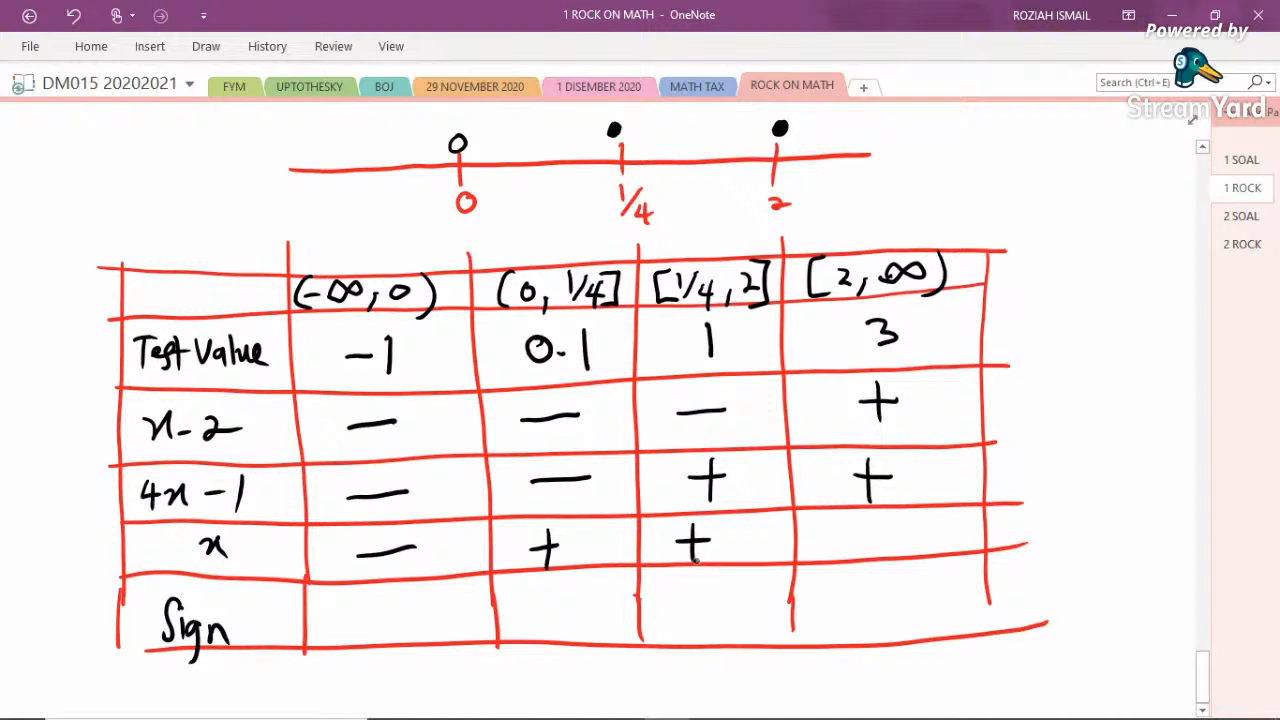 1 ROCK ON MATH - OneNote
ROZIAH ISMAIL
Powered by
File Home Insert Draw History Review View
DM015 20202021 FYM UPTOTHESKY BOJ 29 NOVEMBER 2020 1 DISEMBER 2020 MATH TAX ROCK ON MATH
Search (Ctrl+E)
StreamYard
1 SOAL
1 ROCK
2 SOAL
2 ROCK
0 1/4 2
(-∞, 0) (0, 1/4] [1/4, 2] [2, ∞)
Test Value -1 0.1 1 3
x-2 — — — +
4x-1 — — + +
x — + +
Sign